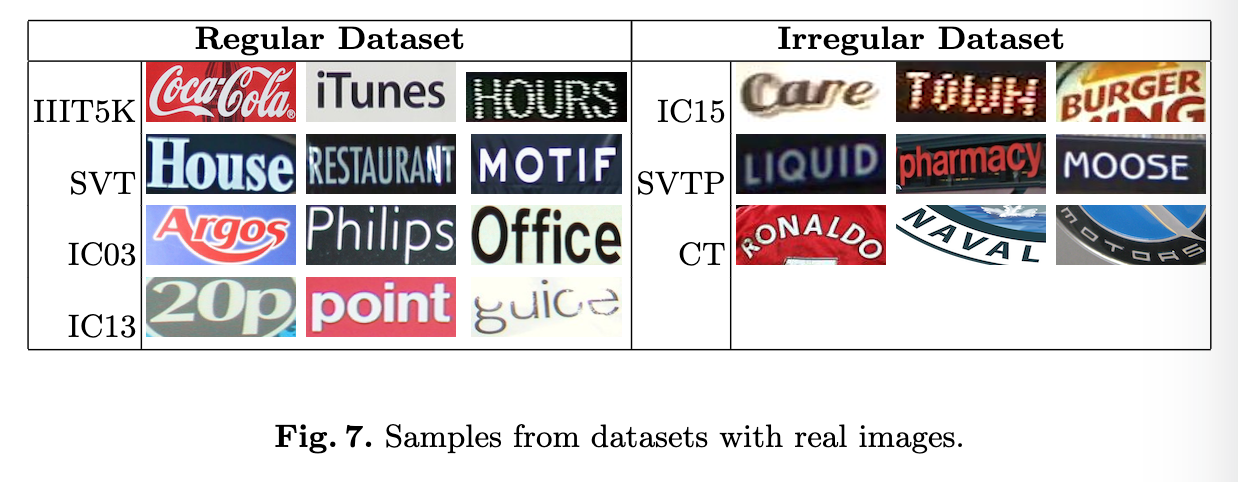 Regular Dataset Irregular Dataset
IIIT5K Coca-Cola® iTunes HOURS IC15 Care TOWN BURGER KING
SVT House RESTAURANT MOTIF SVTP LIQUID pharmacy MOOSE
IC03 Argos Philips Office CT RONALDO NAVAL MOTORS
IC13 20p point guice
Fig. 7. Samples from datasets with real images.